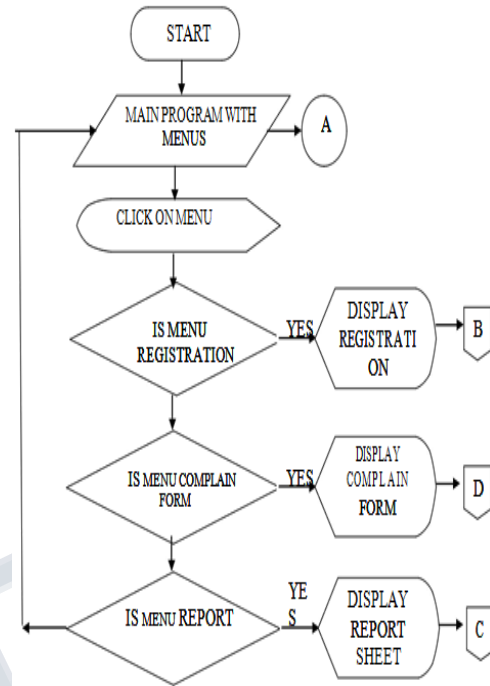 START
MAIN PROGRAM WITH
MENUS
A
CLICK ON MENU
IS MENU
REGISTRATION
YES
DISPLAY
REGISTRATI
ON
B
IS MENU COMPLAIN
FORM
YES
DISPLAY
COMPLAIN
FORM
D
IS MENU REPORT
YE
S
DISPLAY
REPORT
SHEET
C